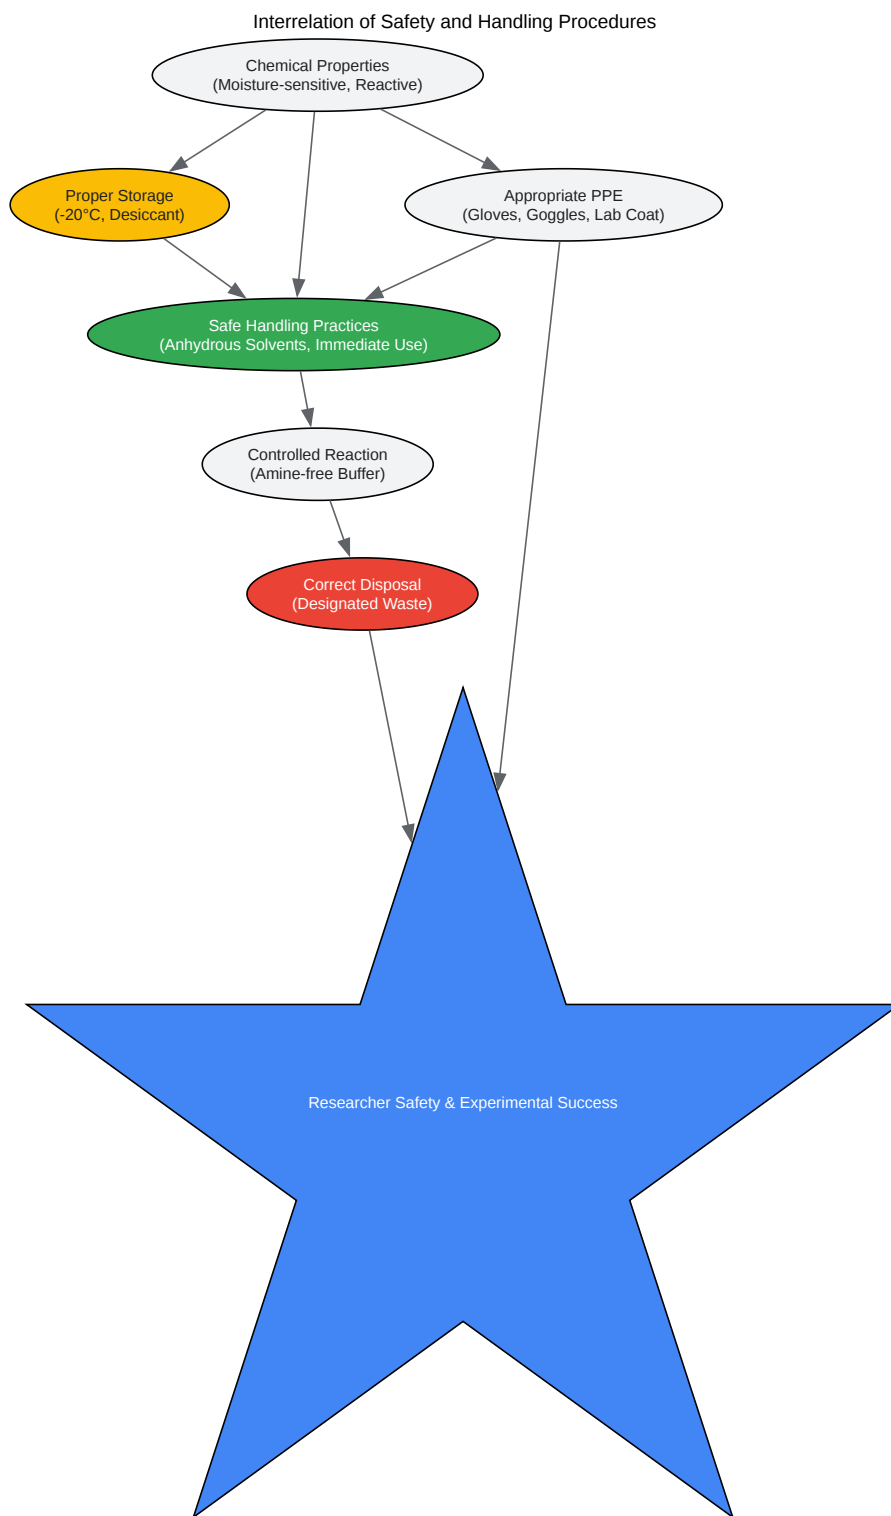 Interrelation of Safety and Handling Procedures
Chemical Properties
(Moisture-sensitive, Reactive)
Proper Storage
(-20°C, Desiccant)
Appropriate PPE
(Gloves, Goggles, Lab Coat)
Safe Handling Practices
(Anhydrous Solvents, Immediate Use)
Controlled Reaction
(Amine-free Buffer)
Correct Disposal
(Designated Waste)
Researcher Safety & Experimental Success